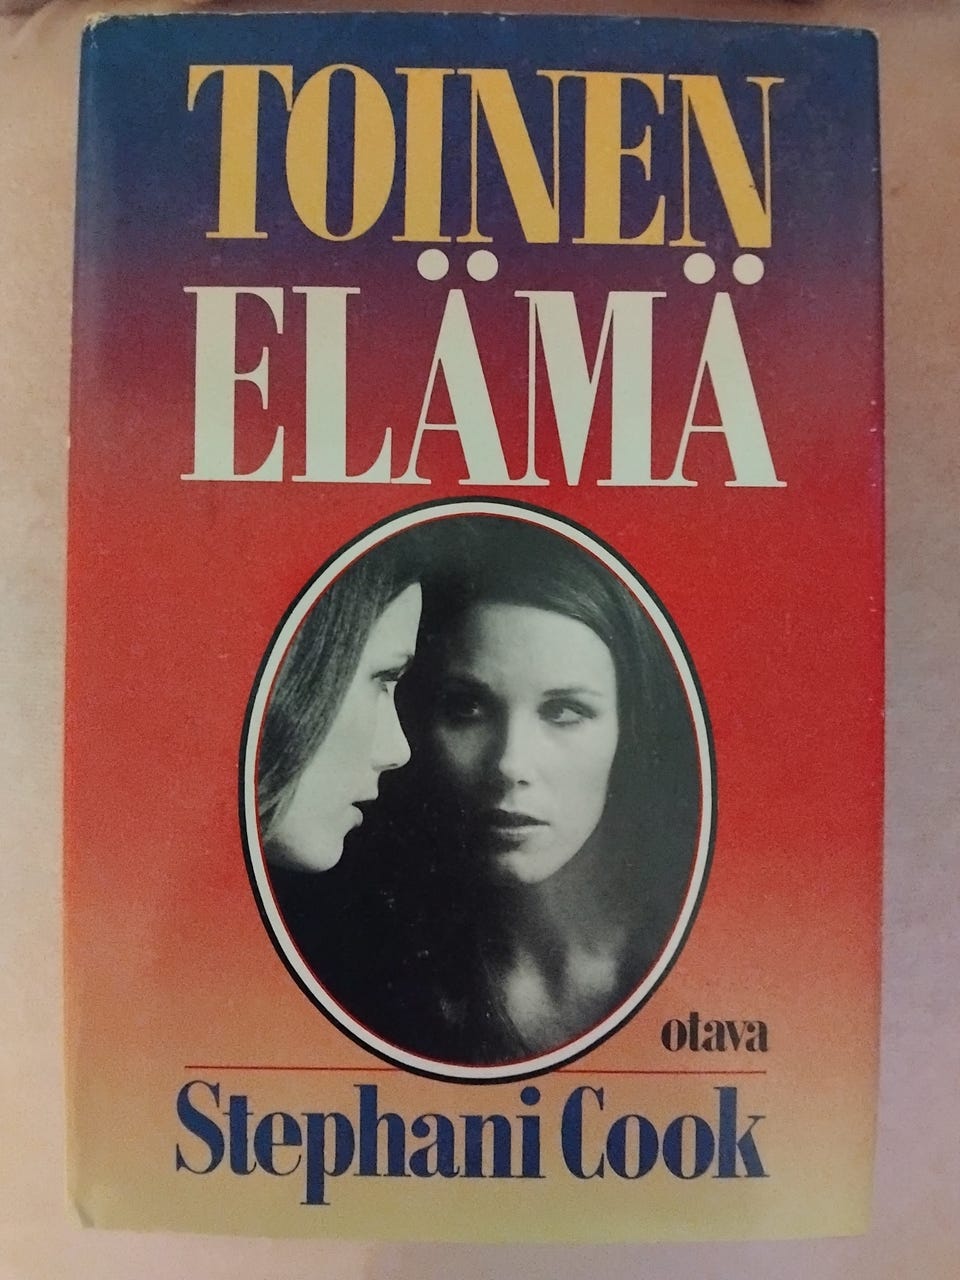 TOINEN
ELÄMÄ
otava
Stephani Cook